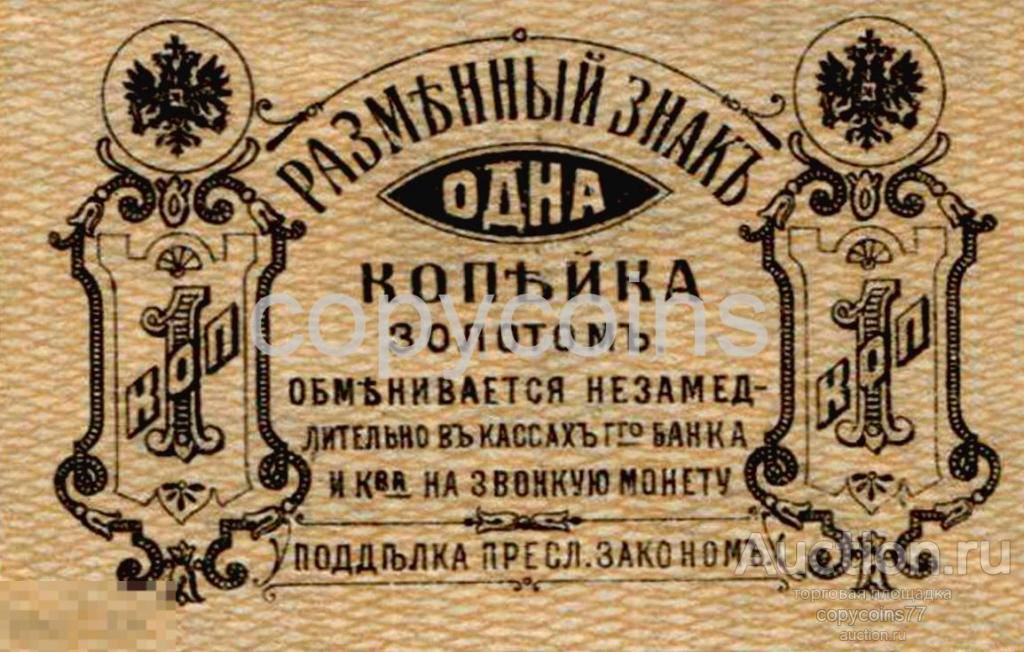 РАЗМѢННЫЙ ЗНАКЪ
ОДНА
КОПѢЙКА
ЗОЛОТОМЪ
ОБМѢНИВАЕТСЯ НЕЗАМЕД-
ЛИТЕЛЬНО ВЪ КАССАХЪ ГГО БАНКА
И КВЯ НА ЗВОНКУЮ МОНЕТУ
ПОДДѢЛКА ПРЕСЛ. ЗАКОНОМЪ
1 КОП
1 КОП
copycoins
Auction.ru
торговая площадка
copycoins77
auction.ru